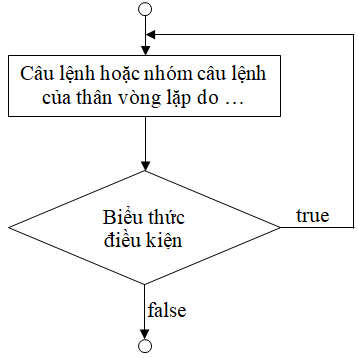 Câu lệnh hoặc nhóm câu lệnh
của thân vòng lặp do ...
Biểu thức
điều kiện
true
false